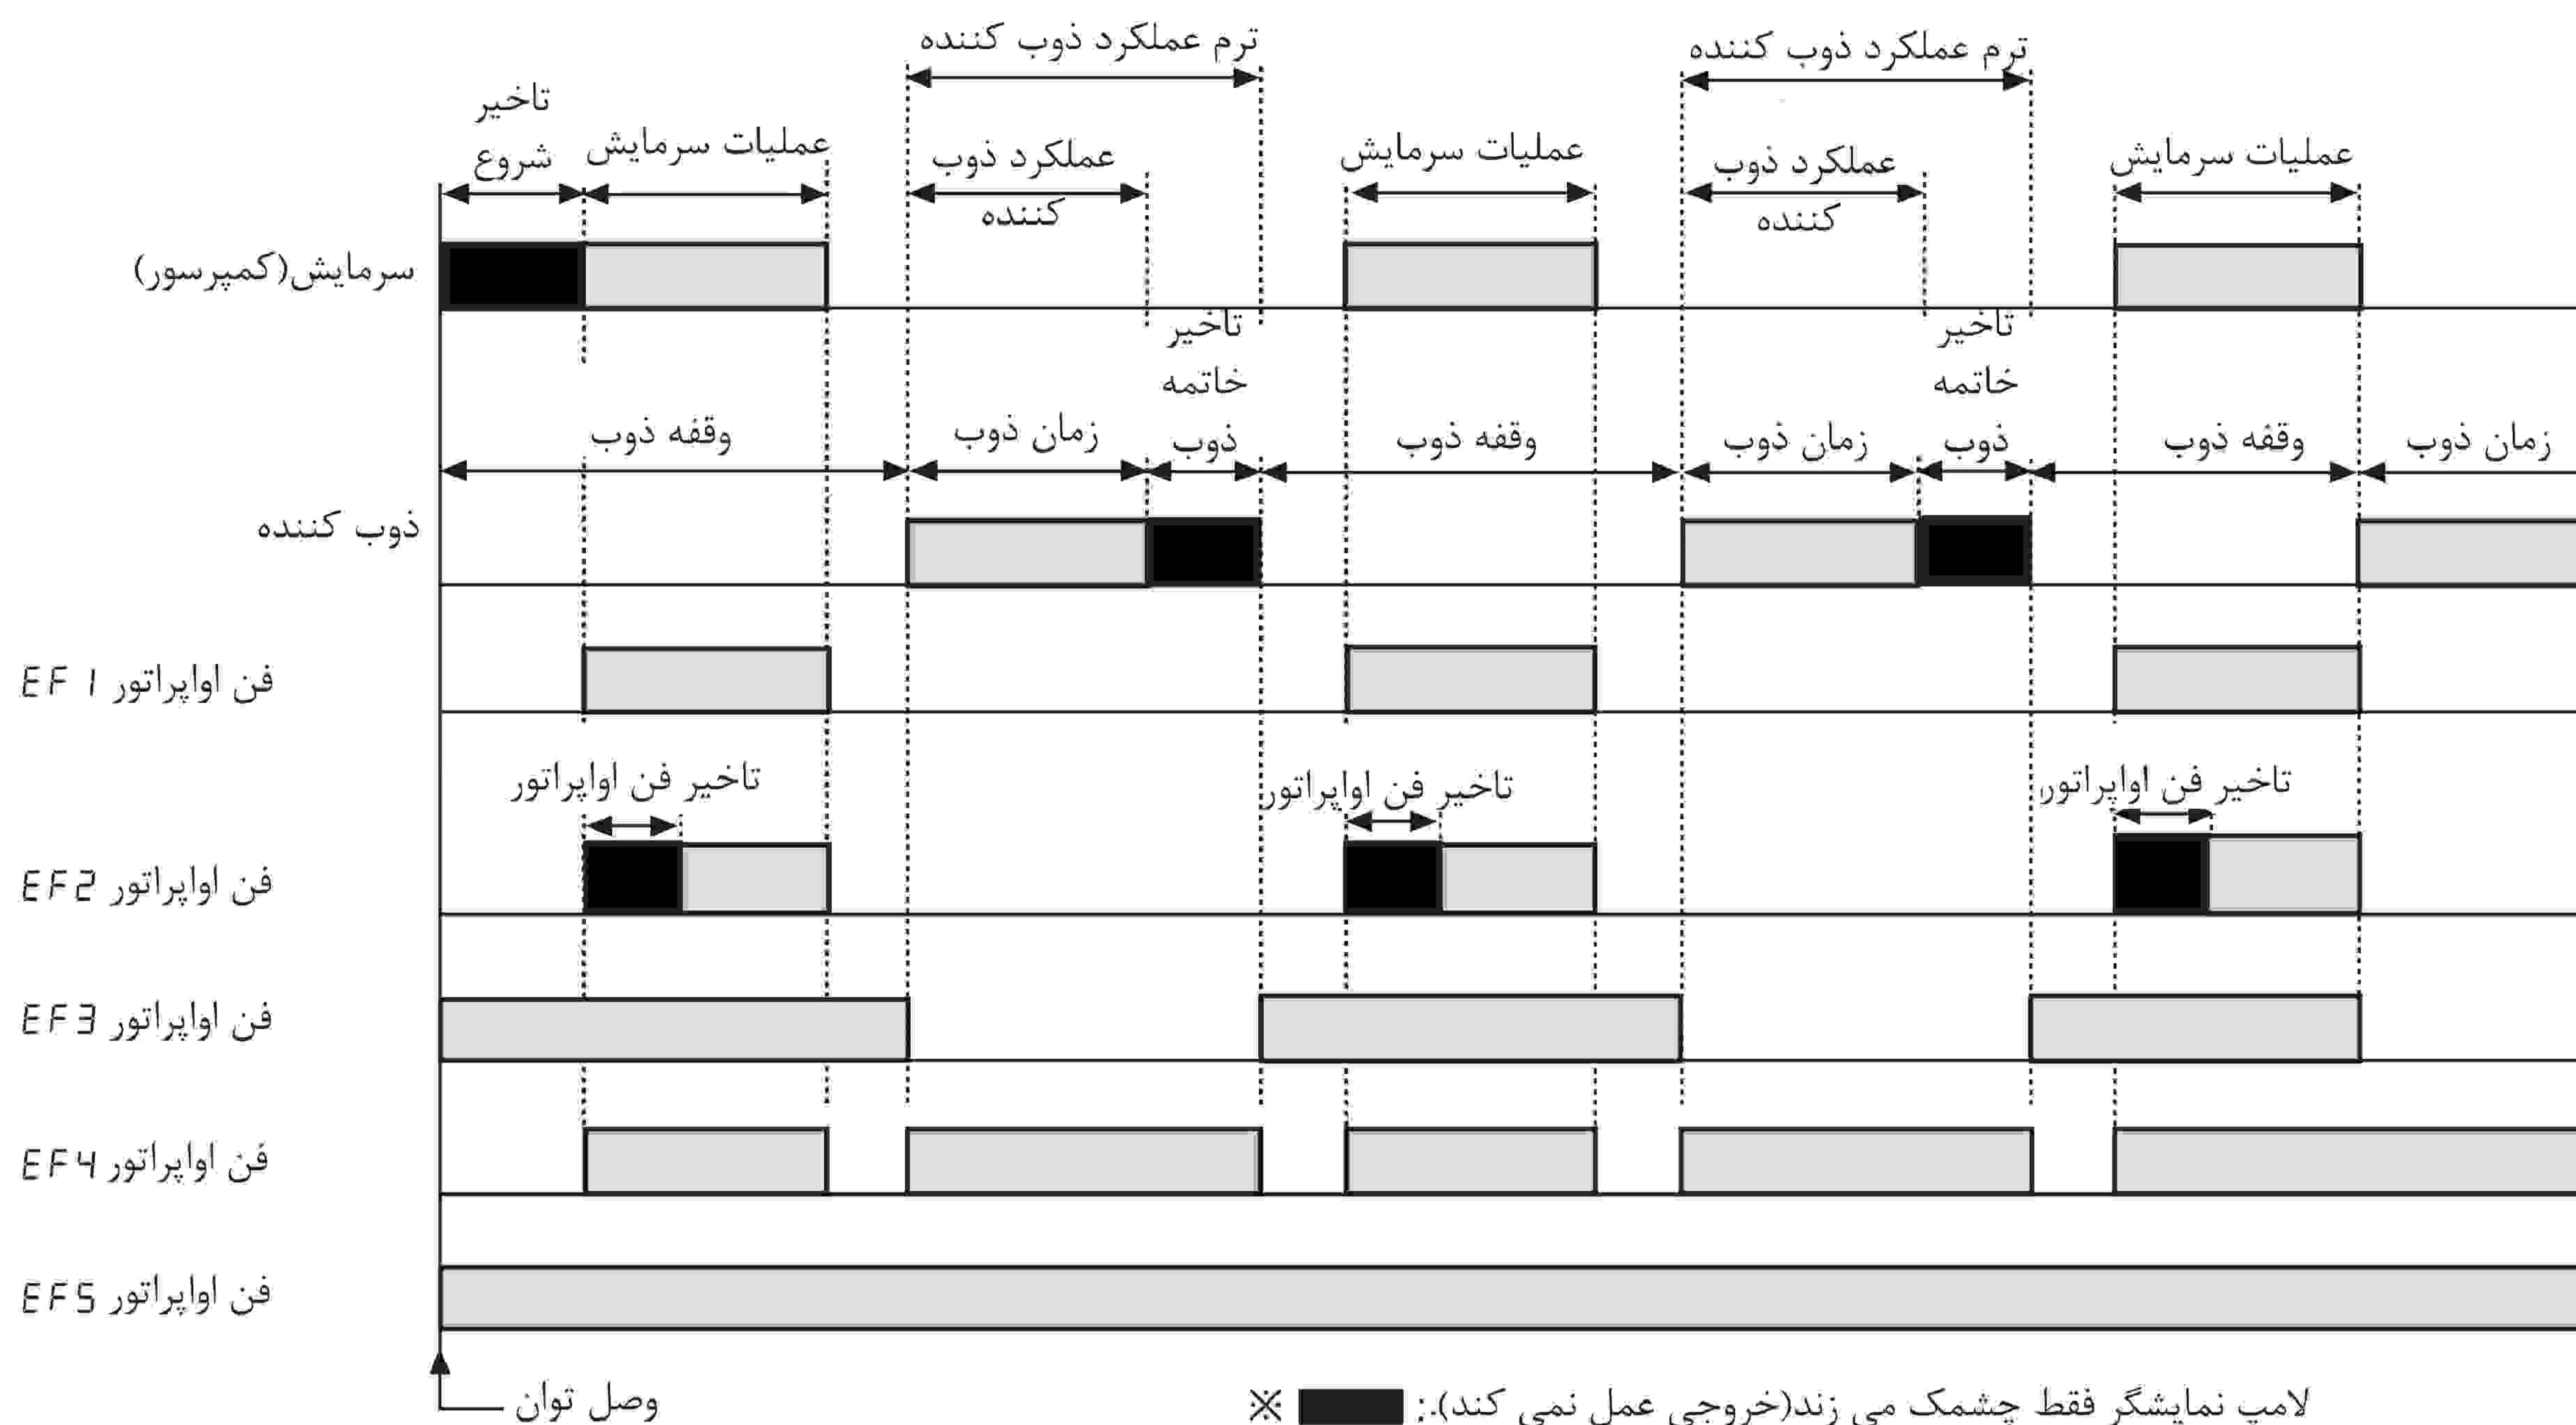 ترم عملکرد ذوب کننده
ترم عملکرد ذوب کننده
تاخیر
شروع
عملیات سرمایش
عملکرد ذوب
کننده
عملیات سرمایش
عملکرد ذوب
کننده
عملیات سرمایش
سرمایش(کمپرسور)
تاخیر
خاتمه
ذوب
تاخیر
خاتمه
ذوب
وقفه ذوب
زمان ذوب
وقفه ذوب
زمان ذوب
وقفه ذوب
زمان ذوب
ذوب کننده
فن اواپراتور EF1
تاخیر فن اواپراتور
تاخیر فن اواپراتور
تاخیر فن اواپراتور
فن اواپراتور EF2
فن اواپراتور EF3
فن اواپراتور EF4
فن اواپراتور EF5
وصل توان
※ :.لامپ نمایشگر فقط چشمک می زند(خروجی عمل نمی کند)